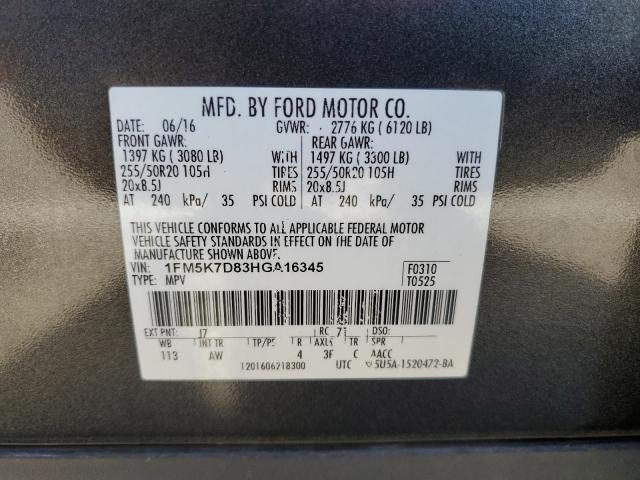 MFD. BY FORD MOTOR CO.
DATE: 06/16 GVWR: 2776 KG ( 6120 LB)
FRONT GAWR: REAR GAWR:
1397 KG ( 3080 LB) WITH 1497 KG ( 3300 LB) WITH
255/50R20 105H TIRES 255/50R20 105H TIRES
20x8.5J RIMS 20x8.5J RIMS
AT 240 kPa/ 35 PSI COLD AT 240 kPa/ 35 PSI COLD
THIS VEHICLE CONFORMS TO ALL APPLICABLE FEDERAL MOTOR
VEHICLE SAFETY STANDARDS IN EFFECT ON THE DATE OF
MANUFACTURE SHOWN ABOVE.
VIN: 1FM5K7D83HGA16345 F0310
TYPE: MPV T0525
EXT PNT: J7 RC: 71 DSO:
WB INT TR TP/PS R AXLE TR SPR
113 AW 4 3F C AACC
1201606218300 UTC 5U5A-1520472-BA